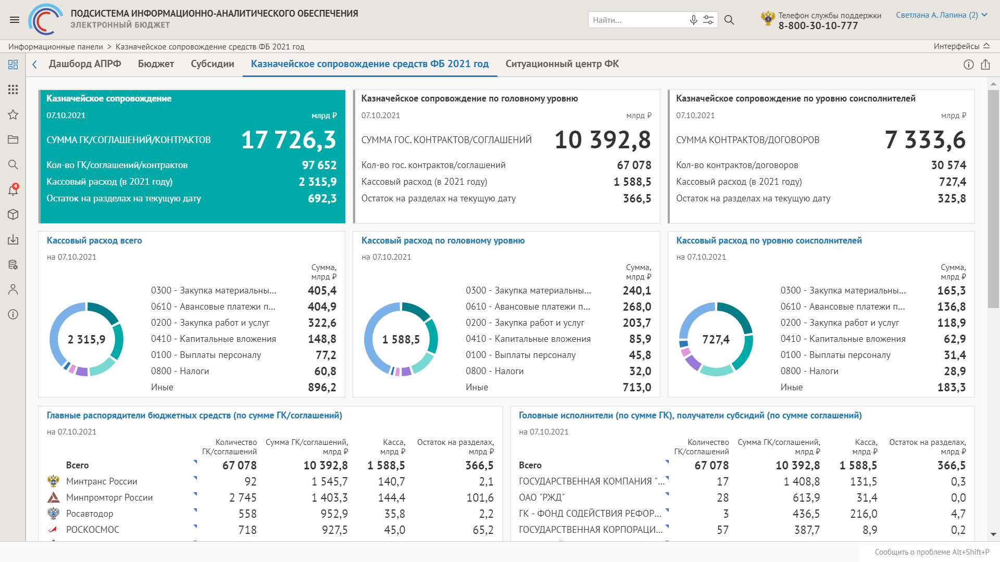 ПОДСИСТЕМА ИНФОРМАЦИОННО-АНАЛИТИЧЕСКОГО ОБЕСПЕЧЕНИЯ
ЭЛЕКТРОННЫЙ БЮДЖЕТ
Найти...
Телефон службы поддержки
8-800-30-10-777
Светлана А. Лапина (2)
Информационные панели > Казначейское сопровождение средств ФБ 2021 год
Интерфейсы
Дашборд АПРФ Бюджет Субсидии Казначейское сопровождение средств ФБ 2021 год Ситуационный центр ФК
4
Казначейское сопровождение
07.10.2021 млрд ₽
СУММА ГК/СОГЛАШЕНИЙ/КОНТРАКТОВ 17 726,3
Кол-во ГК/соглашений/контрактов 97 652
Кассовый расход (в 2021 году) 2 315,9
Остаток на разделах на текущую дату 692,3
Казначейское сопровождение по головному уровню
07.10.2021 млрд ₽
СУММА ГОС. КОНТРАКТОВ/СОГЛАШЕНИЙ 10 392,8
Кол-во гос. контрактов/соглашений 67 078
Кассовый расход (в 2021 году) 1 588,5
Остаток на разделах на текущую дату 366,5
Казначейское сопровождение по уровню соисполнителей
07.10.2021 млрд ₽
СУММА КОНТРАКТОВ/ДОГОВОРОВ 7 333,6
Кол-во контрактов/договоров 30 574
Кассовый расход (в 2021 году) 727,4
Остаток на разделах на текущую дату 325,8
Кассовый расход всего
на 07.10.2021
Сумма,
млрд ₽
0300 - Закупка материальны... 405,4
0610 - Авансовые платежи п... 404,9
0200 - Закупка работ и услуг 322,6
2 315,9
0410 - Капитальные вложения 148,8
0100 - Выплаты персоналу 77,2
0800 - Налоги 60,8
Иные 896,2
Кассовый расход по головному уровню
на 07.10.2021
Сумма,
млрд ₽
0300 - Закупка материальны... 240,1
0610 - Авансовые платежи п... 268,0
0200 - Закупка работ и услуг 203,7
1 588,5
0410 - Капитальные вложения 85,9
0100 - Выплаты персоналу 45,8
0800 - Налоги 32,0
Иные 713,0
Кассовый расход по уровню соисполнителей
на 07.10.2021
Сумма,
млрд ₽
0300 - Закупка материальны... 165,3
0610 - Авансовые платежи п... 136,8
0200 - Закупка работ и услуг 118,9
727,4
0410 - Капитальные вложения 62,9
0100 - Выплаты персоналу 31,4
0800 - Налоги 28,9
Иные 183,3
Главные распорядители бюджетных средств (по сумме ГК/соглашений)
на 07.10.2021
Количество Сумма ГК/соглашений, Касса, Остаток на разделах,
ГК/соглашений млрд ₽ млрд ₽ млрд ₽
Всего 67 078 10 392,8 1 588,5 366,5
Минтранс России 92 1 545,7 140,7 2,1
Минпромторг России 2 745 1 403,3 144,4 101,6
Росавтодор 558 952,9 35,8 2,2
РОСКОСМОС 718 927,5 45,0 65,2
Головные исполнители (по сумме ГК), получатели субсидий (по сумме соглашений)
на 07.10.2021
Количество Сумма ГК/соглашений, Касса, Остаток на разделах,
ГК/соглашений млрд ₽ млрд ₽ млрд ₽
Всего 67 078 10 392,8 1 588,5 366,5
ГОСУДАРСТВЕННАЯ КОМПАНИЯ "... 17 1 408,8 131,5 0,3
ОАО "РЖД" 28 613,9 31,4 0,0
ГК - ФОНД СОДЕЙСТВИЯ РЕФОР... 3 436,5 216,0 4,7
ГОСУДАРСТВЕННАЯ КОРПОРАЦИ... 57 387,7 8,9 0,2
Сообщить о проблеме Alt+Shift+P